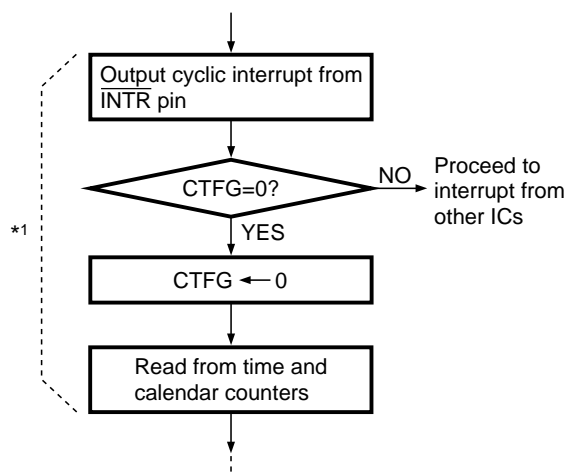 Output cyclic interrupt from
INTR pin
CTFG=0?
NO
Proceed to
interrupt from
other ICs
YES
*1
CTFG ← 0
Read from time and
calendar counters